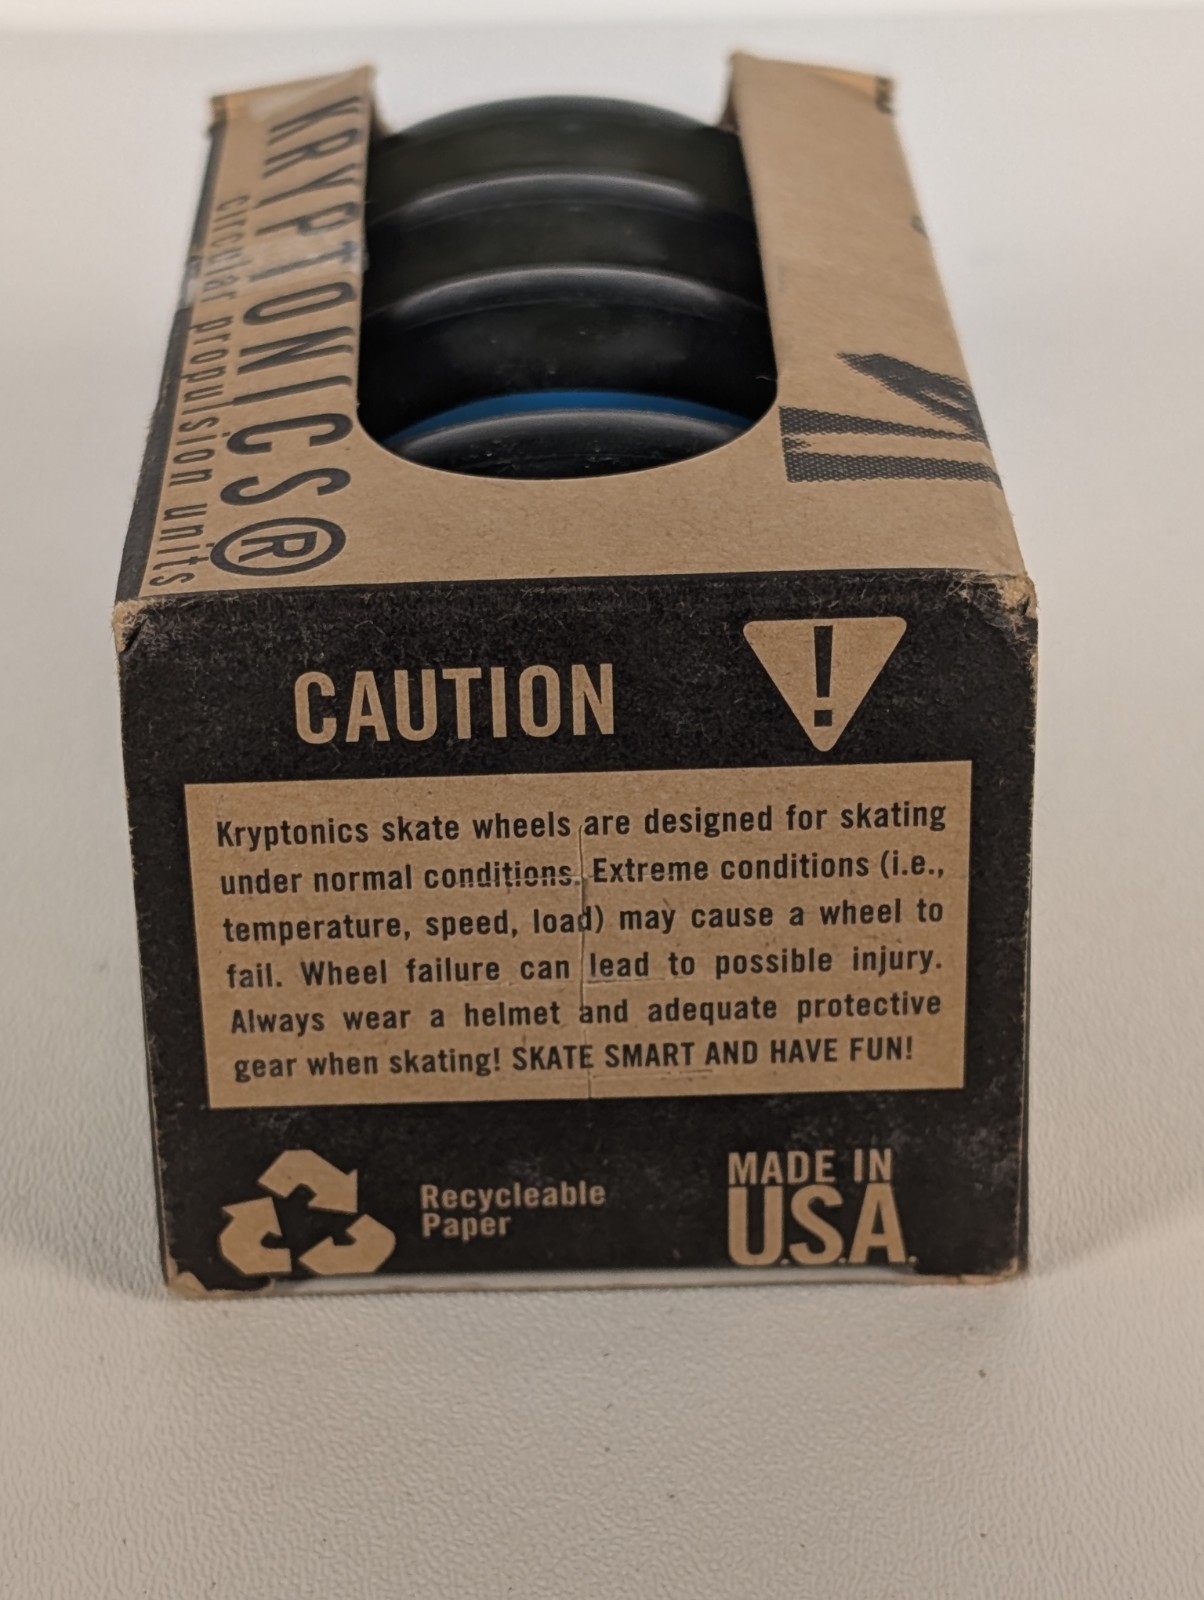 KRYPTONICS®
circular propulsion units
CAUTION
!
Kryptonics skate wheels are designed for skating
under normal conditions. Extreme conditions (i.e.,
temperature, speed, load) may cause a wheel to
fail. Wheel failure can lead to possible injury.
Always wear a helmet and adequate protective
gear when skating! SKATE SMART AND HAVE FUN!
Recycleable
Paper
MADE IN
U.S.A.